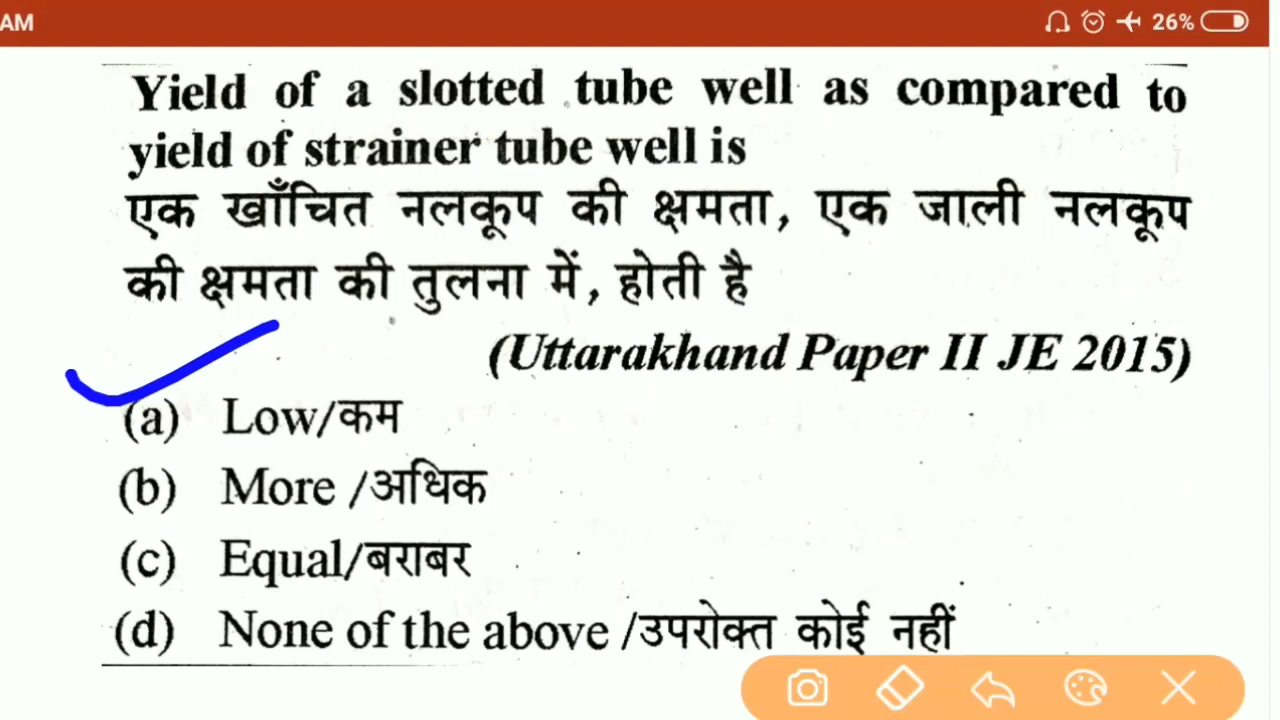 AM
26%
Yield of a slotted tube well as compared to
yield of strainer tube well is
एक खाँचित नलकूप की क्षमता, एक जाली नलकूप
की क्षमता की तुलना में, होती है
(Uttarakhand Paper II JE 2015)
(a) Low/कम
(b) More /अधिक
(c) Equal/बराबर
(d) None of the above /उपरोक्त कोई नहीं